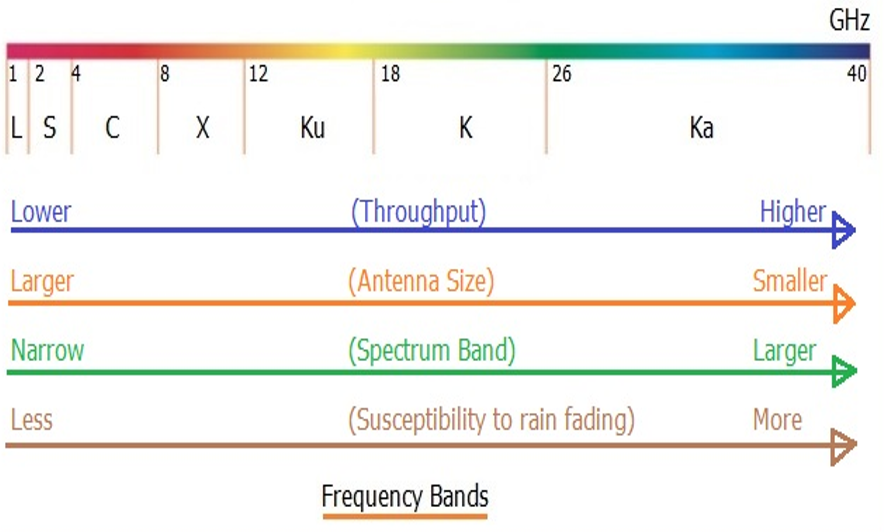 GHz
1 2 4 8 12 18 26 40
L S C X Ku K Ka
Lower (Throughput) Higher
Larger (Antenna Size) Smaller
Narrow (Spectrum Band) Larger
Less (Susceptibility to rain fading) More
Frequency Bands